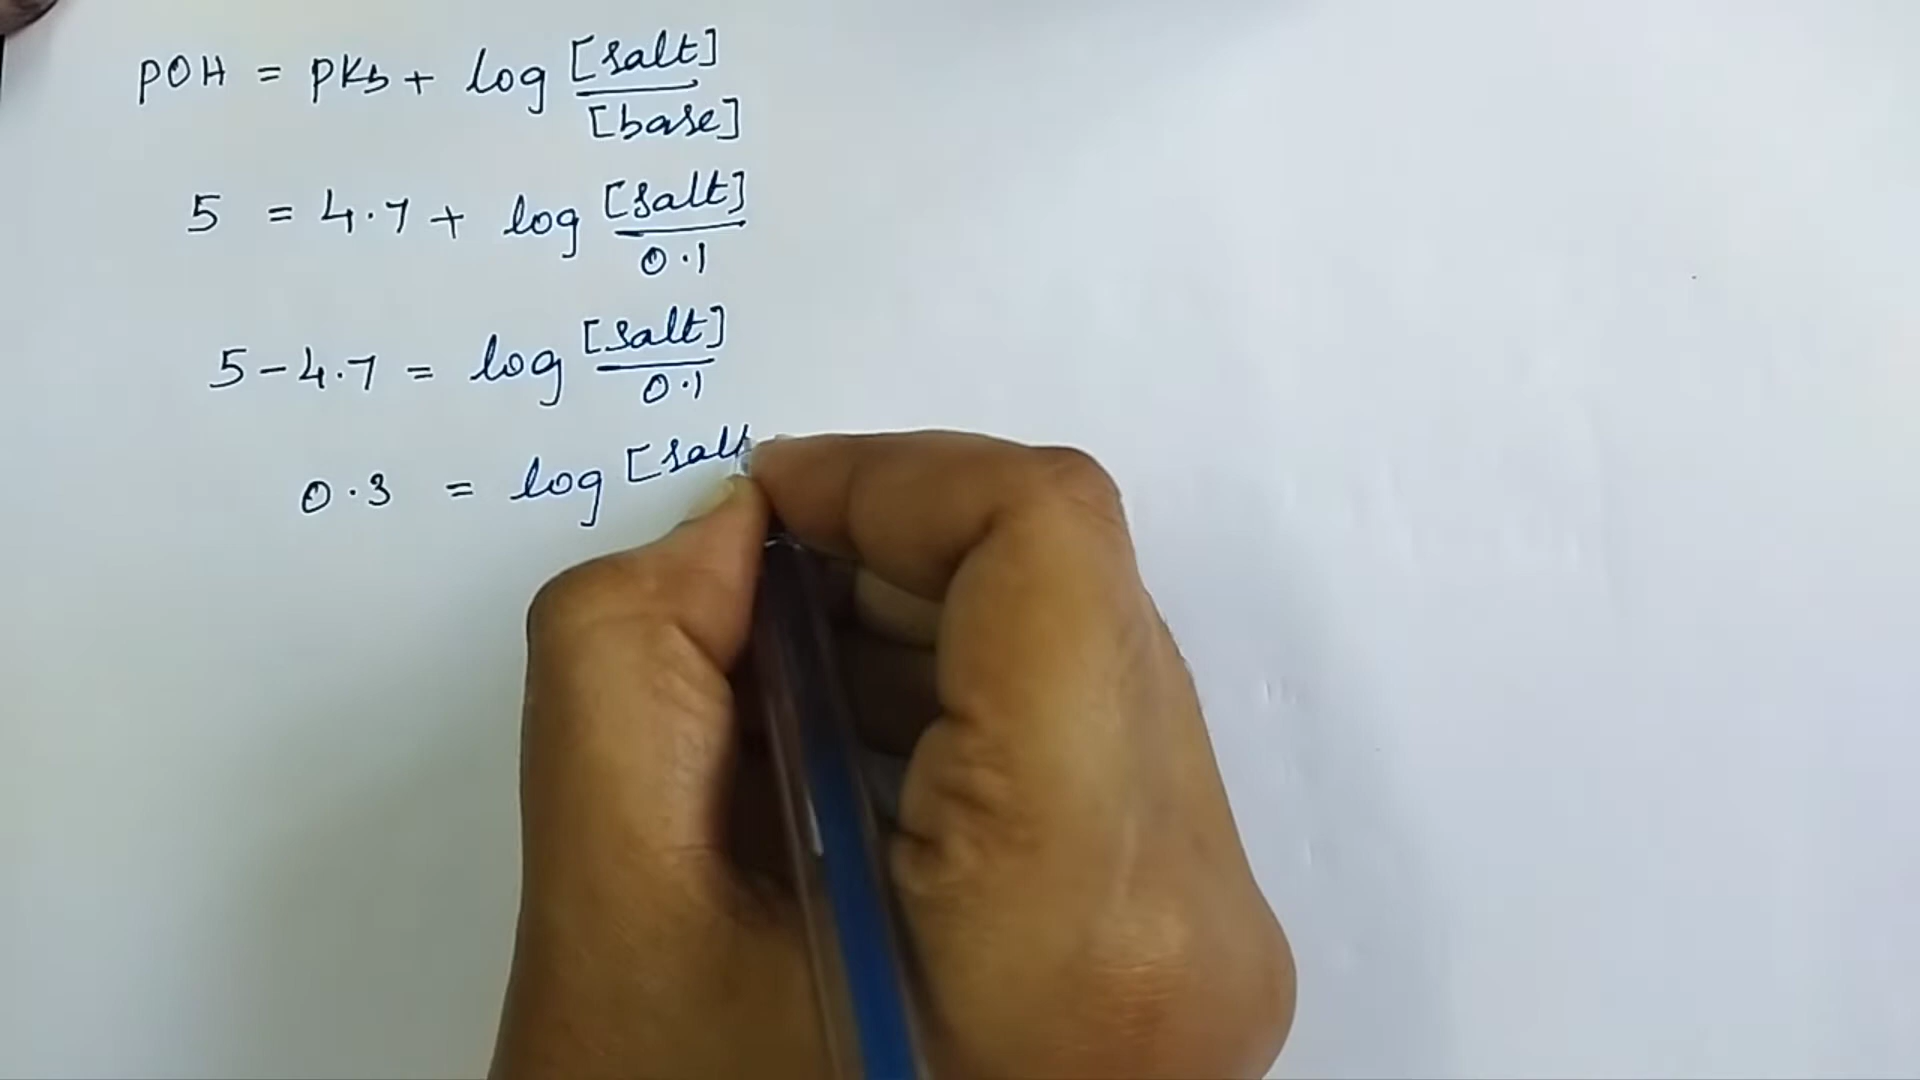 POH = PKb + log [salt]/[base]
5 = 4.7 + log [salt]/0.1
5-4.7 = log [salt]/0.1
0.3 = log [salt